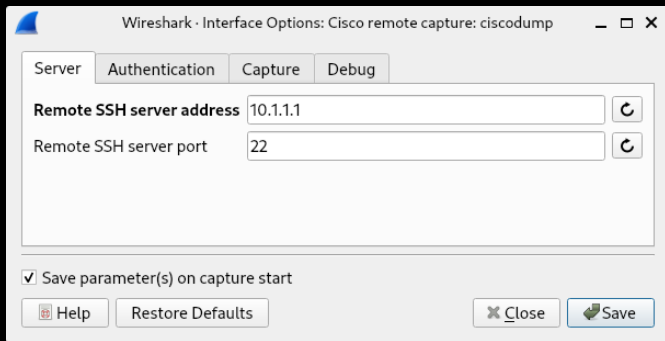 Wireshark · Interface Options: Cisco remote capture: ciscodump
Server Authentication Capture Debug
Remote SSH server address 10.1.1.1
Remote SSH server port 22
Save parameter(s) on capture start
Help Restore Defaults Close Save